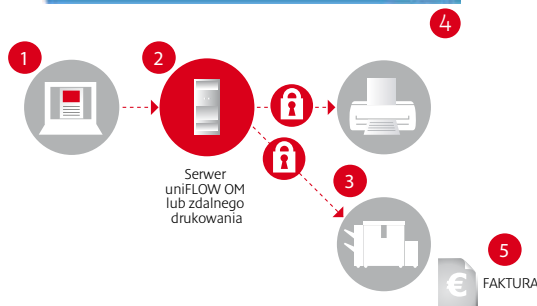 4
1
2
Serwer
uniFLOW OM
lub zdalnego
drukowania
3
5
€
FAKTURA